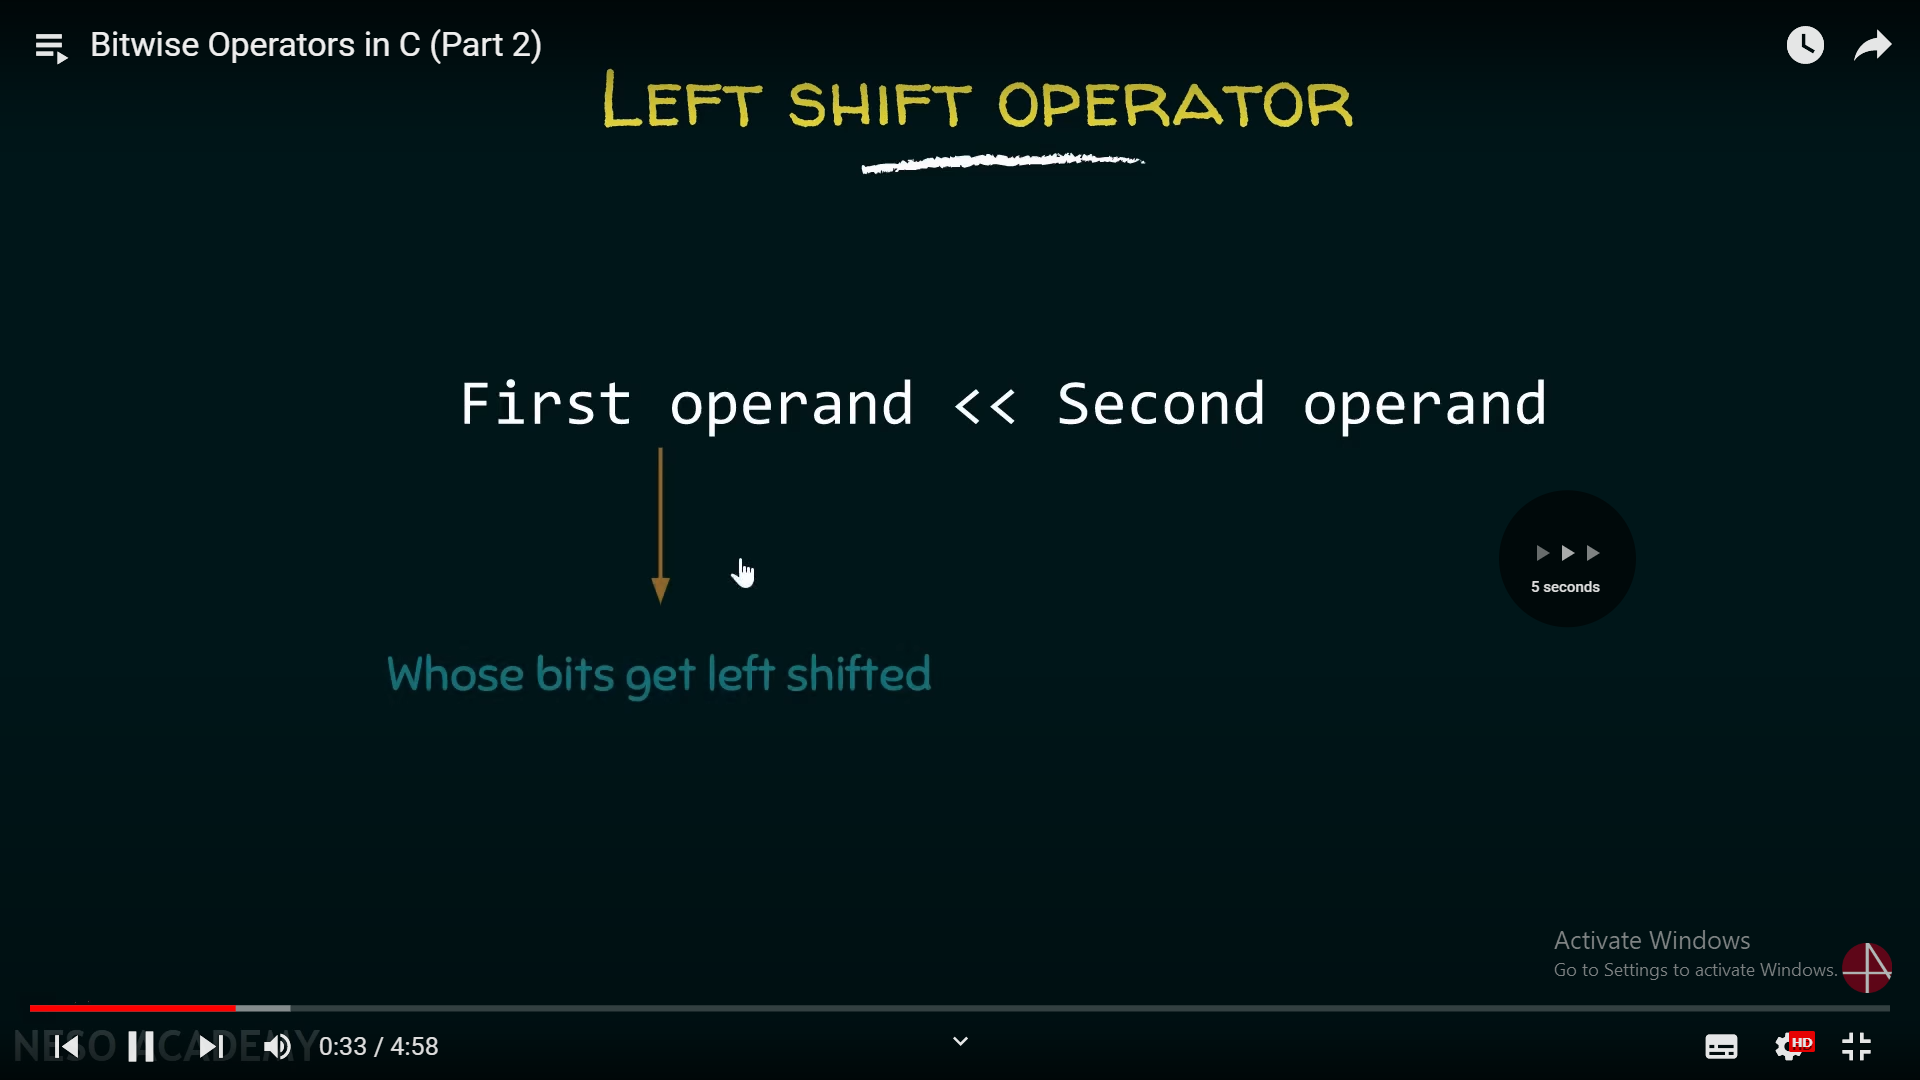 Bitwise Operators in C (Part 2)
LEFT SHIFT OPERATOR
First operand << Second operand
5 seconds
Whose bits get left shifted
Activate Windows
Go to Settings to activate Windows.
NESO ACADEMY
0:33 / 4:58
HD